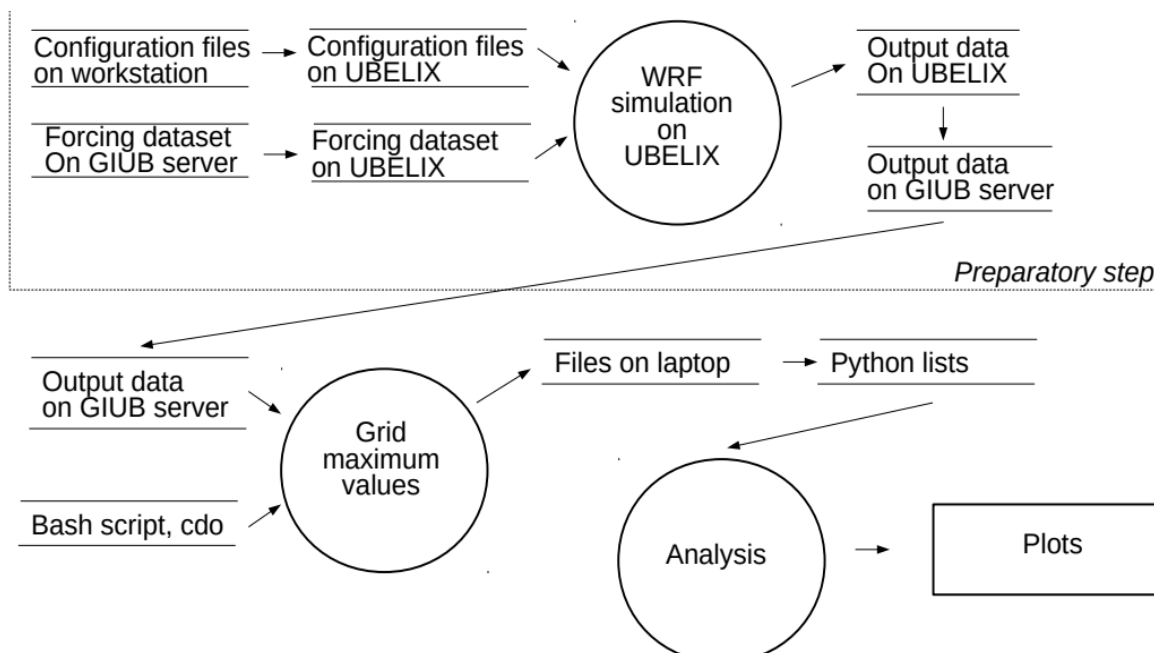 Configuration files
on workstation
Configuration files
on UBELIX
WRF
simulation
on
UBELIX
Output data
On UBELIX
Forcing dataset
On GIUB server
Forcing dataset
on UBELIX
Output data
on GIUB server
Preparatory step
Output data
on GIUB server
Bash script, cdo
Grid
maximum
values
Files on laptop
Python lists
Analysis
Plots